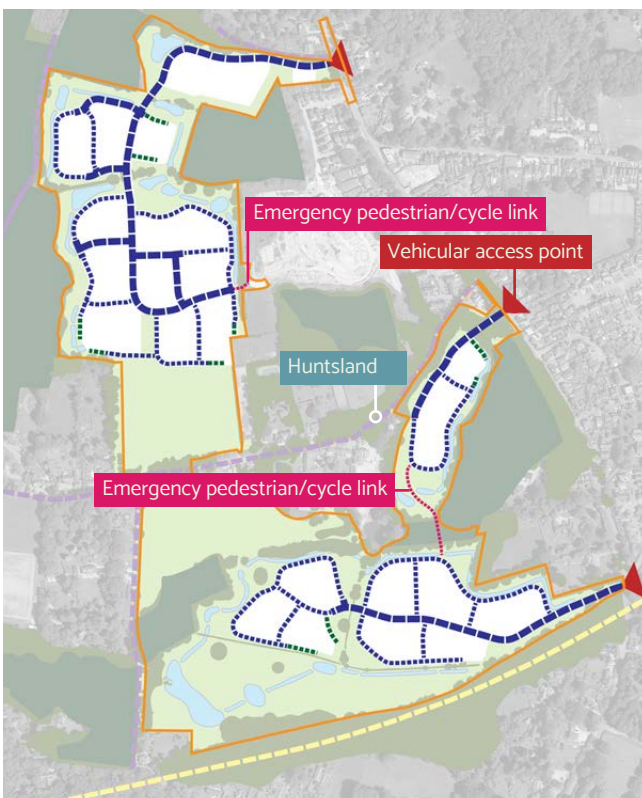 Emergency pedestrian/cycle link
Vehicular access point
Huntsland
Emergency pedestrian/cycle link